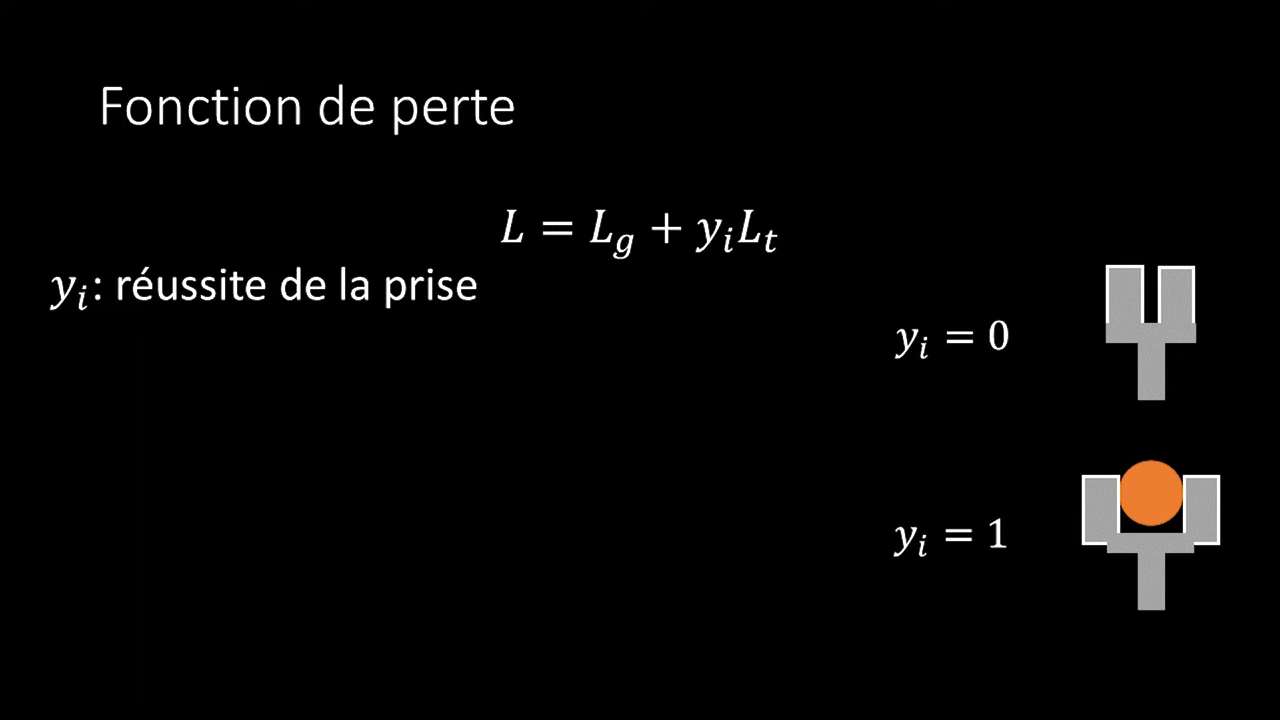 Fonction de perte
L = L_g + y_i L_t
y_i: réussite de la prise
y_i = 0
y_i = 1